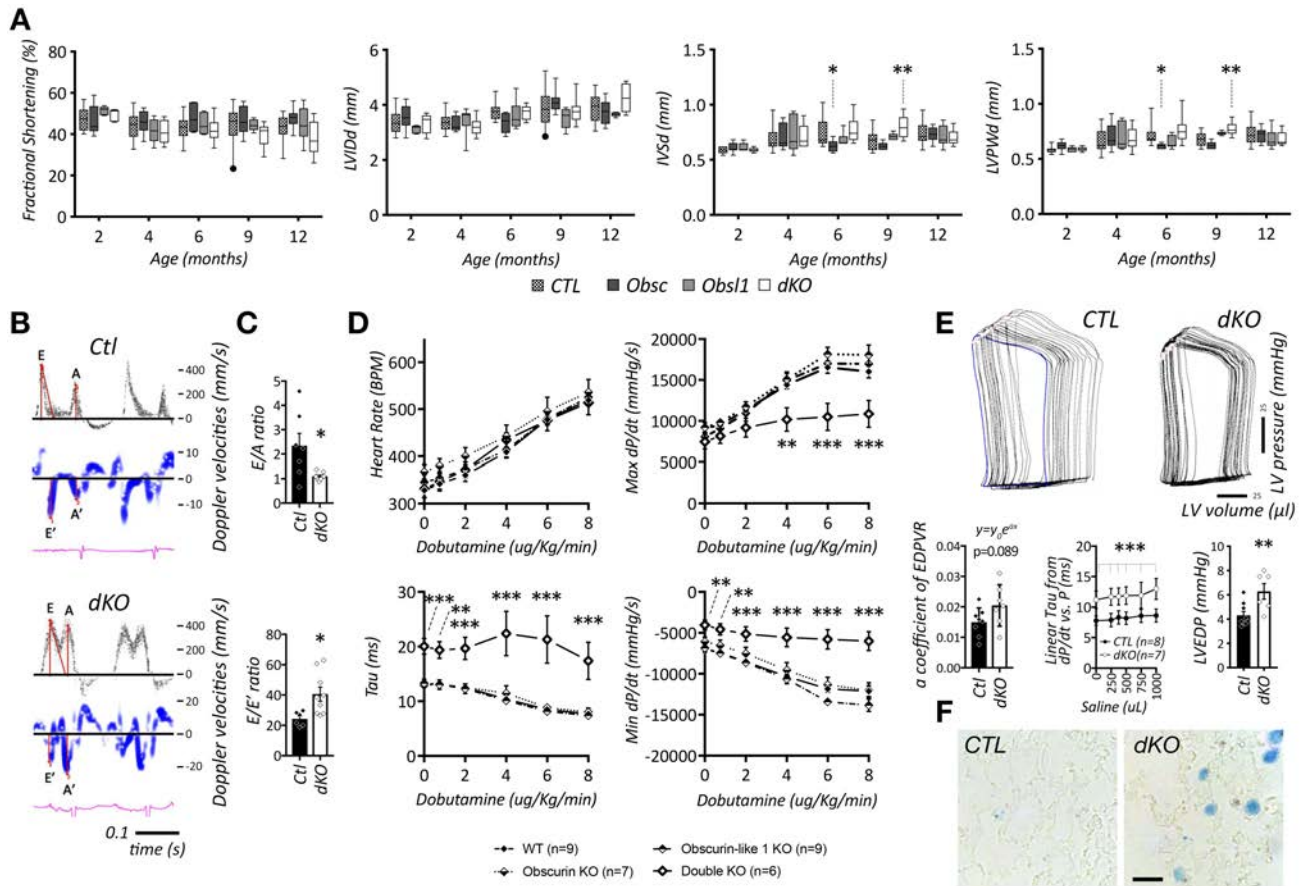 A
Fractional Shortening (%)
80
60
40
20
0
2 4 6 9 12
Age (months)
LVIDd (mm)
6
4
2
0
2 4 6 9 12
Age (months)
IVSd (mm)
1.5
1.0
0.5
0.0
* **
2 4 6 9 12
Age (months)
LVPWd (mm)
1.5
1.0
0.5
0.0
* **
2 4 6 9 12
Age (months)
CTL Obsc Obsl1 dKO
B
Ctl
E A
400
200
0
10
0
-10
E' A'
Doppler velocities (mm/s)
dKO
E A
400
200
0
20
0
-20
E' A'
Doppler velocities (mm/s)
0.1
time (s)
C
E/A ratio
5
4
3
2
1
0
*
Ctl dKO
E/E' ratio
80
60
40
20
0
*
Ctl dKO
D
Heart Rate (BPM)
600
500
400
300
0 2 4 6 8
Dobutamine (ug/Kg/min)
Max dP/dt (mmHg/s)
20000
15000
10000
5000
0
** *** ***
0 2 4 6 8
Dobutamine (ug/Kg/min)
Tau (ms)
30
20
10
0
*** ** *** *** *** ***
0 2 4 6 8
Dobutamine (ug/Kg/min)
Min dP/dt (mmHg/s)
0
-5000
-10000
-15000
-20000
** ** *** *** *** ***
0 2 4 6 8
Dobutamine (ug/Kg/min)
WT (n=9) Obscurin-like 1 KO (n=9)
Obscurin KO (n=7) Double KO (n=6)
E
CTL dKO
25
LV pressure (mmHg)
25
LV volume (µl)
a coefficient of EDPVR
0.04
0.03
0.02
0.01
0.00
y=y0eax
p=0.089
Ctl dKO
Linear Tau from
dP/dt vs. P (ms)
20
15
10
5
0
***
CTL (n=8)
dKO(n=7)
0 250 500 750 1000
Saline (uL)
LVEDP (mmHg)
10
8
6
4
2
0
**
Ctl dKO
F
CTL dKO